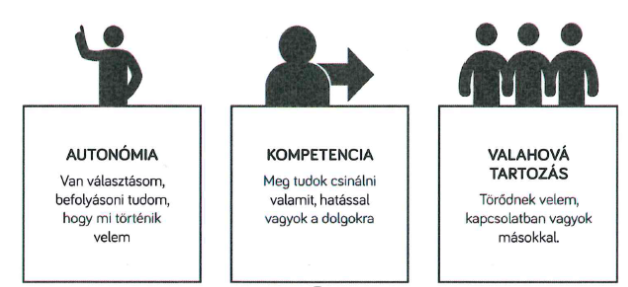 AUTONÓMIA
Van választásom,
befolyásoni tudom,
hogy mi történik
velem
KOMPETENCIA
Meg tudok csinálni
valamit, hatással
vagyok a dolgokra
VALAHOVÁ
TARTOZÁS
Törődnek velem,
kapcsolatban vagyok
másokkal.